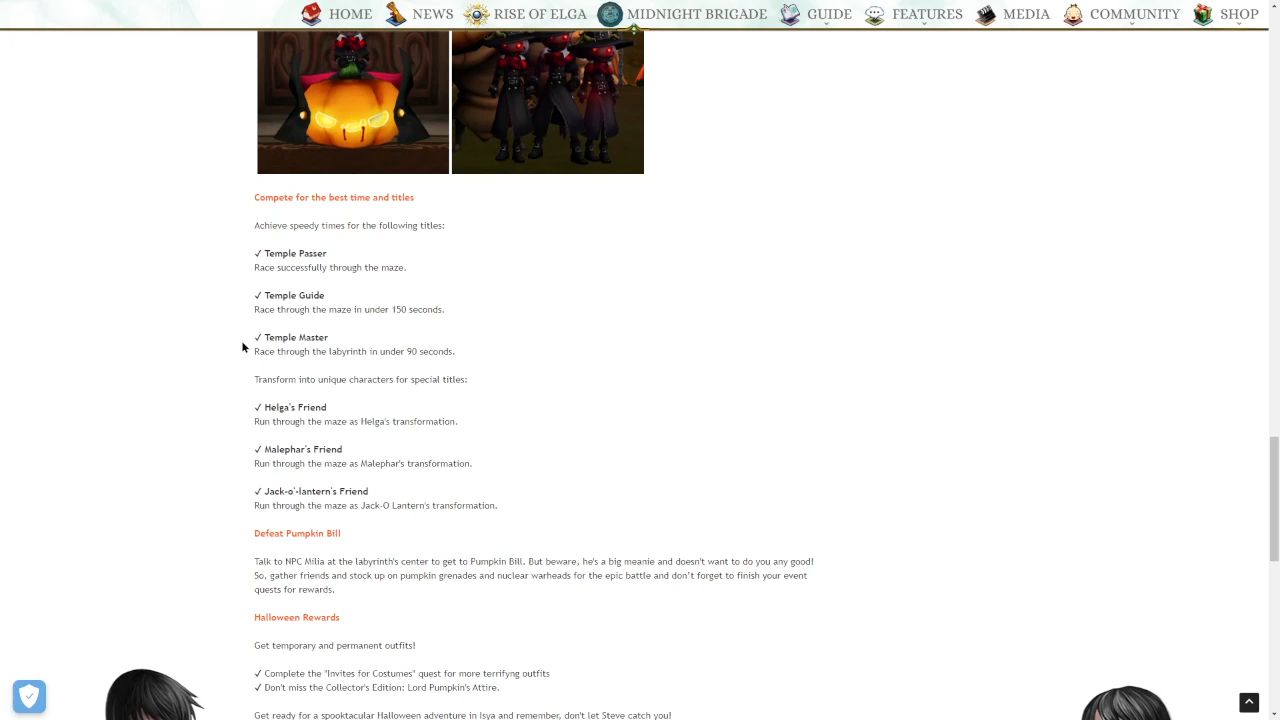 HOME NEWS RISE OF ELGA MIDNIGHT BRIGADE GUIDE FEATURES MEDIA COMMUNITY SHOP
Compete for the best time and titles
Achieve speedy times for the following titles:
✓ Temple Passer
Race successfully through the maze.
✓ Temple Guide
Race through the maze in under 150 seconds.
✓ Temple Master
Race through the labyrinth in under 90 seconds.
Transform into unique characters for special titles:
✓ Helga's Friend
Run through the maze as Helga's transformation.
✓ Malephar's Friend
Run through the maze as Malephar's transformation.
✓ Jack-o'-lantern's Friend
Run through the maze as Jack-O Lantern's transformation.
Defeat Pumpkin Bill
Talk to NPC Milia at the labyrinth's center to get to Pumpkin Bill. But beware, he's a big meanie and doesn't want to do you any good!
So, gather friends and stock up on pumpkin grenades and nuclear warheads for the epic battle and don't forget to finish your event
quests for rewards.
Halloween Rewards
Get temporary and permanent outfits!
✓ Complete the "Invites for Costumes" quest for more terrifyng outfits
✓ Don't miss the Collector's Edition: Lord Pumpkin's Attire.
Get ready for a spooktacular Halloween adventure in Isya and remember, don't let Steve catch you!